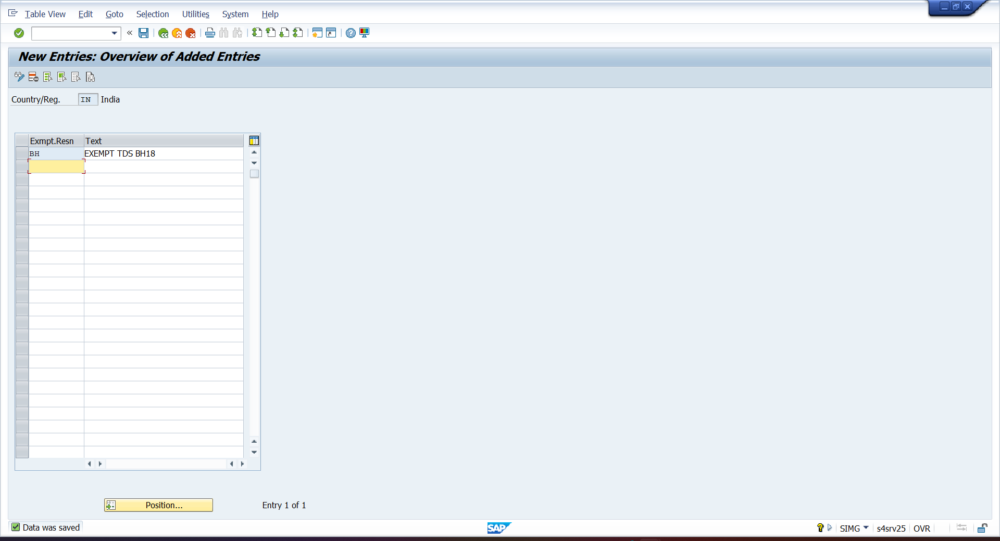 Table View Edit Goto Selection Utilities System Help
New Entries: Overview of Added Entries
Country/Reg. IN India
Exmpt.Resn Text
BH EXEMPT TDS BH18
Position... Entry 1 of 1
Data was saved SAP SIMG s4srv25 OVR